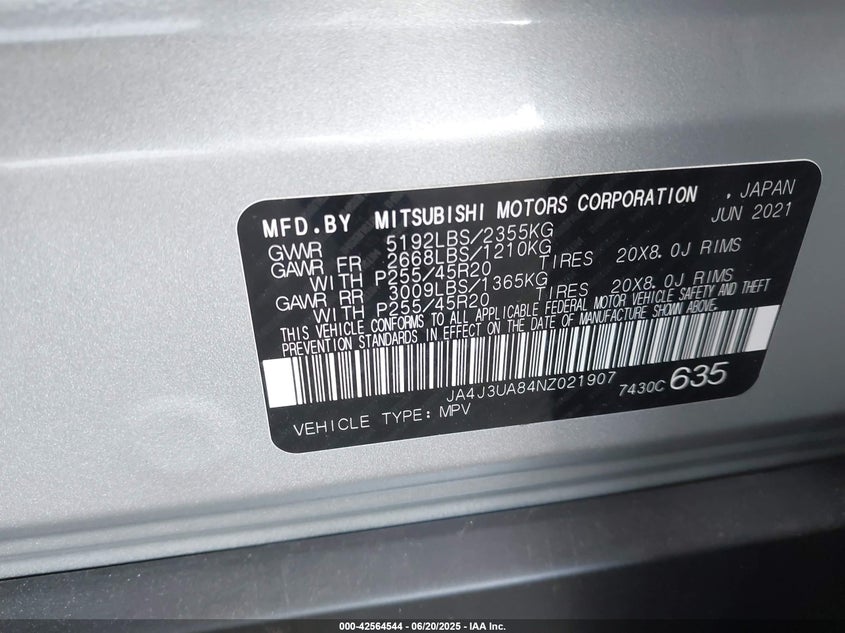 MFD.BY MITSUBISHI MOTORS CORPORATION , JAPAN
JUN 2021
GVWR 5192LBS/2355KG
GAWR FR 2668LBS/1210KG
WITH P255/45R20 TIRES 20X8.0J RIMS
GAWR RR 3009LBS/1365KG
WITH P255/45R20 TIRES 20X8.0J RIMS
THIS VEHICLE CONFORMS TO ALL APPLICABLE FEDERAL MOTOR VEHICLE SAFETY AND THEFT
PREVENTION STANDARDS IN EFFECT ON THE DATE OF MANUFACTURE SHOWN ABOVE.
JA4J3UA84NZ021907 7430C 635
VEHICLE TYPE: MPV
000-42564544 - 06/20/2025 - IAA Inc.